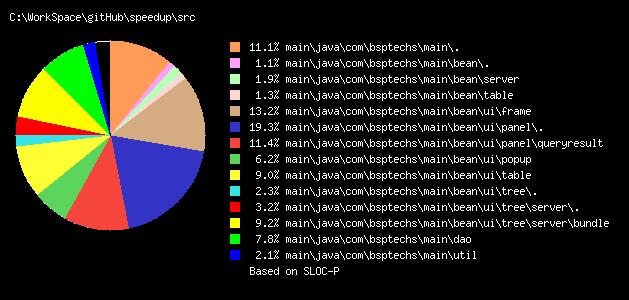 C:\WorkSpace\gitHub\speedup\src
11.1% main\java\com\bsptechs\main\.
1.1% main\java\com\bsptechs\main\bean\.
1.9% main\java\com\bsptechs\main\bean\server
1.3% main\java\com\bsptechs\main\bean\table
13.2% main\java\com\bsptechs\main\bean\ui\frame
19.3% main\java\com\bsptechs\main\bean\ui\panel\.
11.4% main\java\com\bsptechs\main\bean\ui\panel\queryresult
6.2% main\java\com\bsptechs\main\bean\ui\popup
9.0% main\java\com\bsptechs\main\bean\ui\table
2.3% main\java\com\bsptechs\main\bean\ui\tree\.
3.2% main\java\com\bsptechs\main\bean\ui\tree\server\.
9.2% main\java\com\bsptechs\main\bean\ui\tree\server\bundle
7.8% main\java\com\bsptechs\main\dao
2.1% main\java\com\bsptechs\main\util
Based on SLOC-P